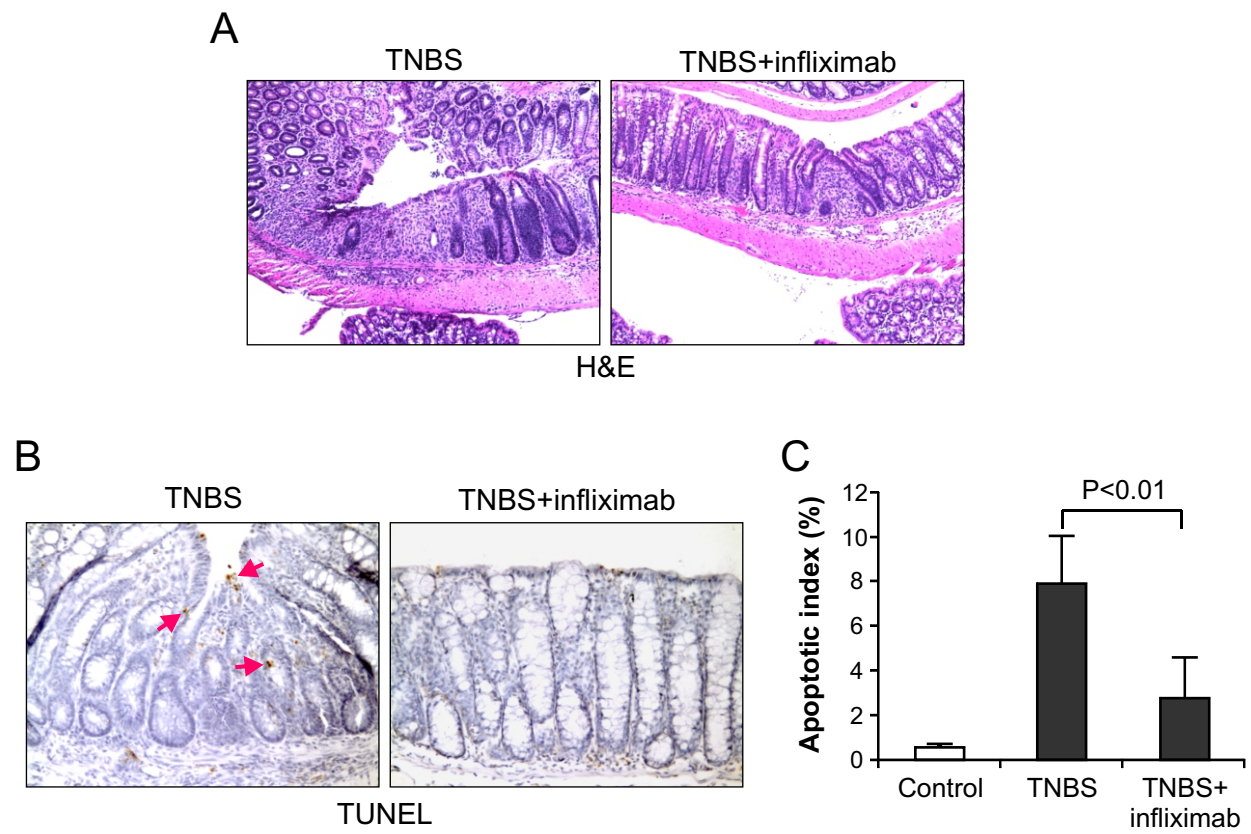 A
TNBS
TNBS+infliximab
H&E
B
TNBS
TNBS+infliximab
TUNEL
C
P<0.01
Apoptotic index (%)
12
10
8
6
4
2
0
Control
TNBS
TNBS+
infliximab